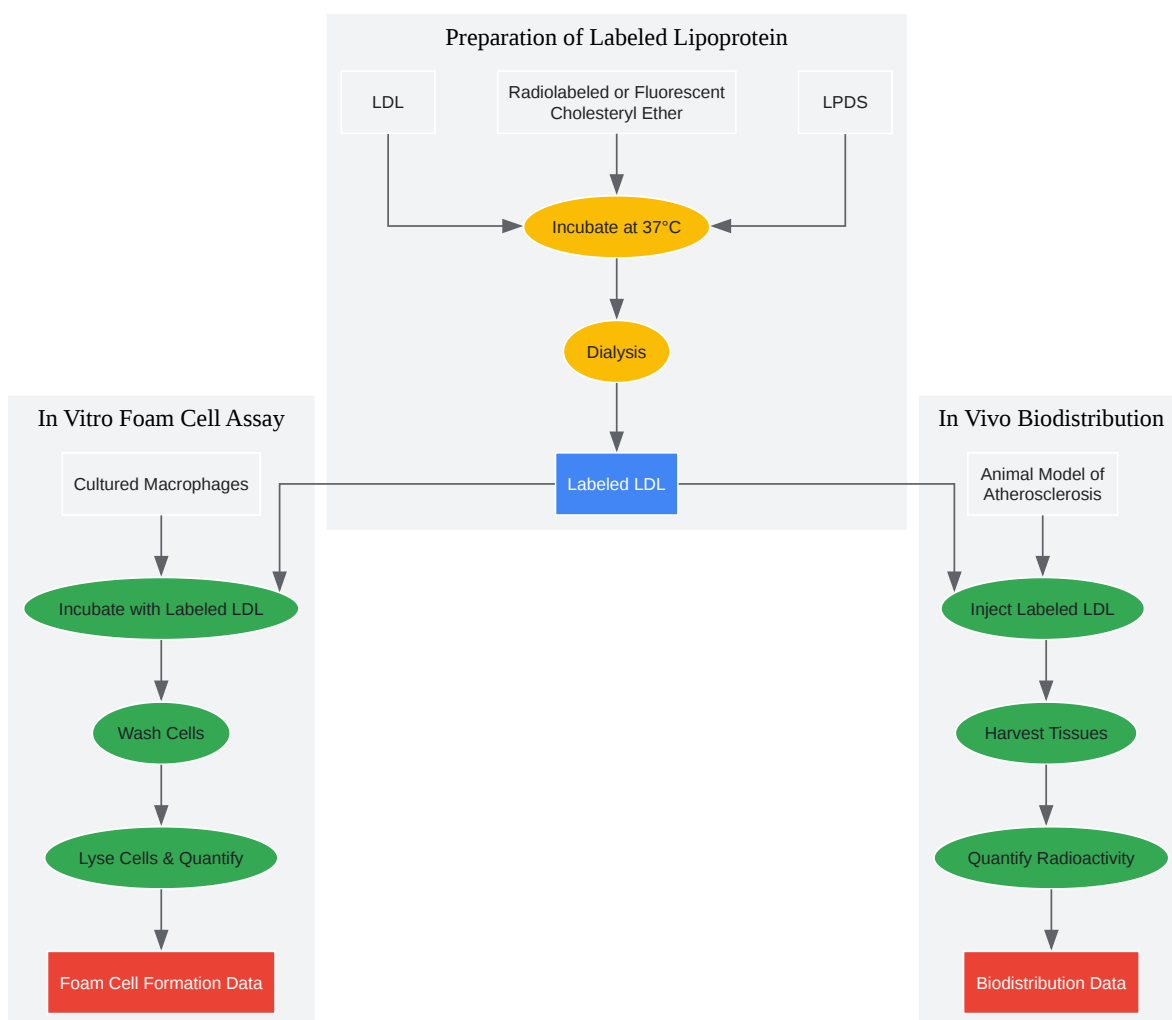 Preparation of Labeled Lipoprotein
LDL
Radiolabeled or Fluorescent
Cholesteryl Ether
LPDS
Incubate at 37°C
Dialysis
Labeled LDL
In Vitro Foam Cell Assay
Cultured Macrophages
Incubate with Labeled LDL
Wash Cells
Lyse Cells & Quantify
Foam Cell Formation Data
In Vivo Biodistribution
Animal Model of
Atherosclerosis
Inject Labeled LDL
Harvest Tissues
Quantify Radioactivity
Biodistribution Data